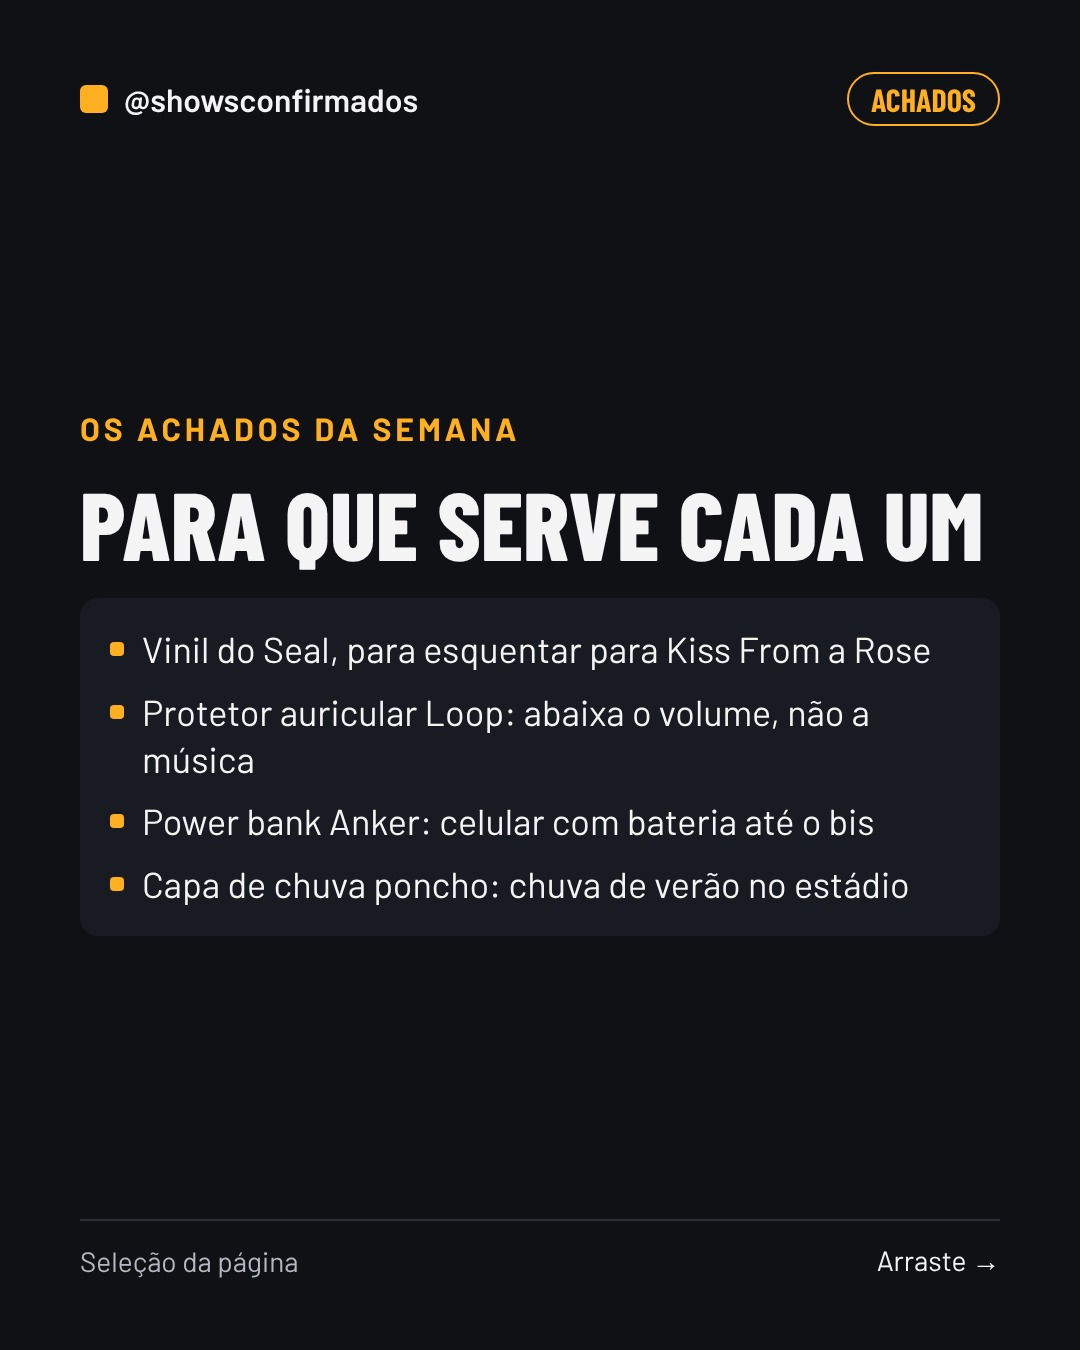 @showsconfirmados
ACHADOS
OS ACHADOS DA SEMANA
PARA QUE SERVE CADA UM
Vinil do Seal, para esquentar para Kiss From a Rose
Protetor auricular Loop: abaixa o volume, não a
música
Power bank Anker: celular com bateria até o bis
Capa de chuva poncho: chuva de verão no estádio
Seleção da página
Arraste →